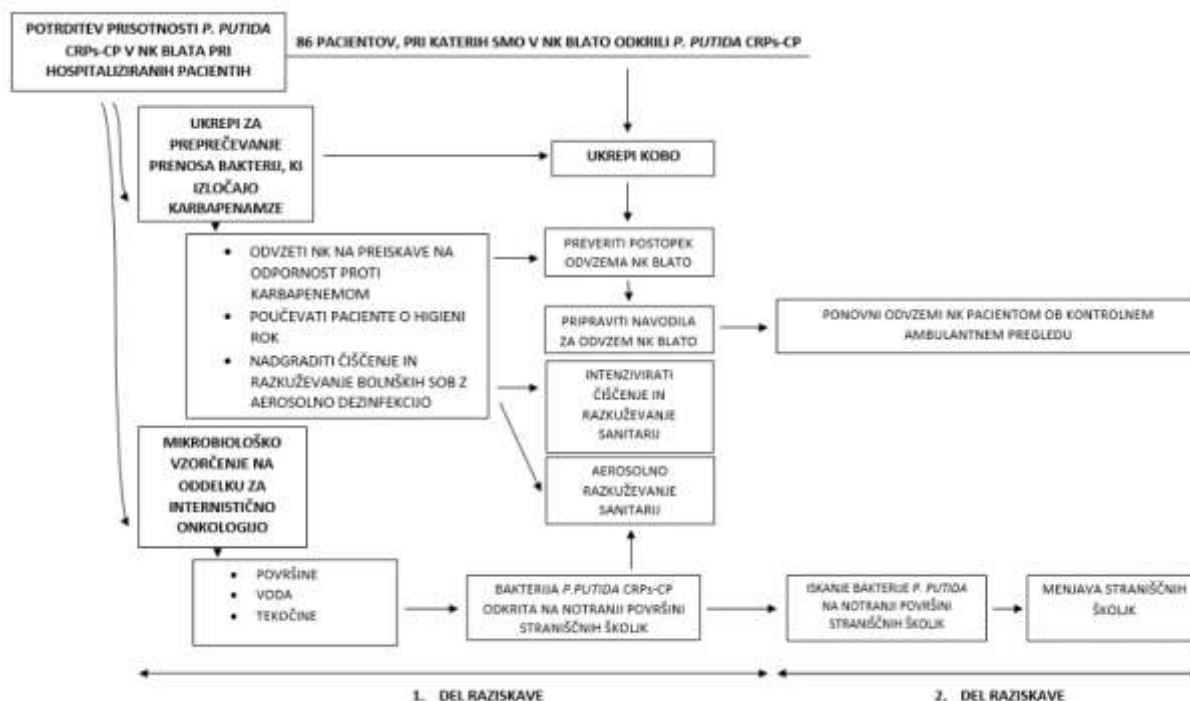 POTRDITEV PRISOTNOSTI P. PUTIDA
CRPs-CP V NK BLATA PRI
HOSPITALIZIRANIH PACIENTIH
86 PACIENTOV, PRI KATERIH SMO V NK BLATO ODKRILI P. PUTIDA CRPs-CP
UKREPI ZA
PREPREČEVANJE
PRENOSA BAKTERIJ, KI
IZLOČAJO
KARBAPENAMZE
UKREPI KOBO
• ODVZETI NK NA PREISKAVE NA
ODPORNOST PROTI
KARBAPENEMOM
• POUČEVATI PACIENTE O HIGIENI
ROK
• NADGRADITI ČIŠČENJE IN
RAZKUŽEVANJE BOLNŠKIH SOB Z
AEROSOLNO DEZINFEKCIJO
PREVERITI POSTOPEK
ODVZEMA NK BLATO
PRIPRAVITI NAVODILA
ZA ODVZEM NK BLATO
PONOVNI ODVZEMI NK PACIENTOM OB KONTROLNEM
AMBULANTNEM PREGLEDU
INTENZIVIRATI
ČIŠČENJE IN
RAZKUŽEVANJE
SANITARIJ
AEROSOLNO
RAZKUŽEVANJE
SANITARIJ
MIKROBIOLOŠKO
VZORČENJE NA
ODDELKU ZA
INTERNISTIČNO
ONKOLOGIJO
• POVRŠINE
• VODA
• TEKOČINE
BAKTERIJA P.PUTIDA CRPs-CP
ODKRITA NA NOTRANJI POVRŠINI
STRANIŠČNIH ŠKOLJK
ISKANJE BAKTERIJE P. PUTIDA
NA NOTRANJI POVRŠINI
STRANIŠČNIH ŠKOLJK
MENJAVA STRANIŠČNIH
ŠKOLJK
1. DEL RAZISKAVE
2. DEL RAZISKAVE